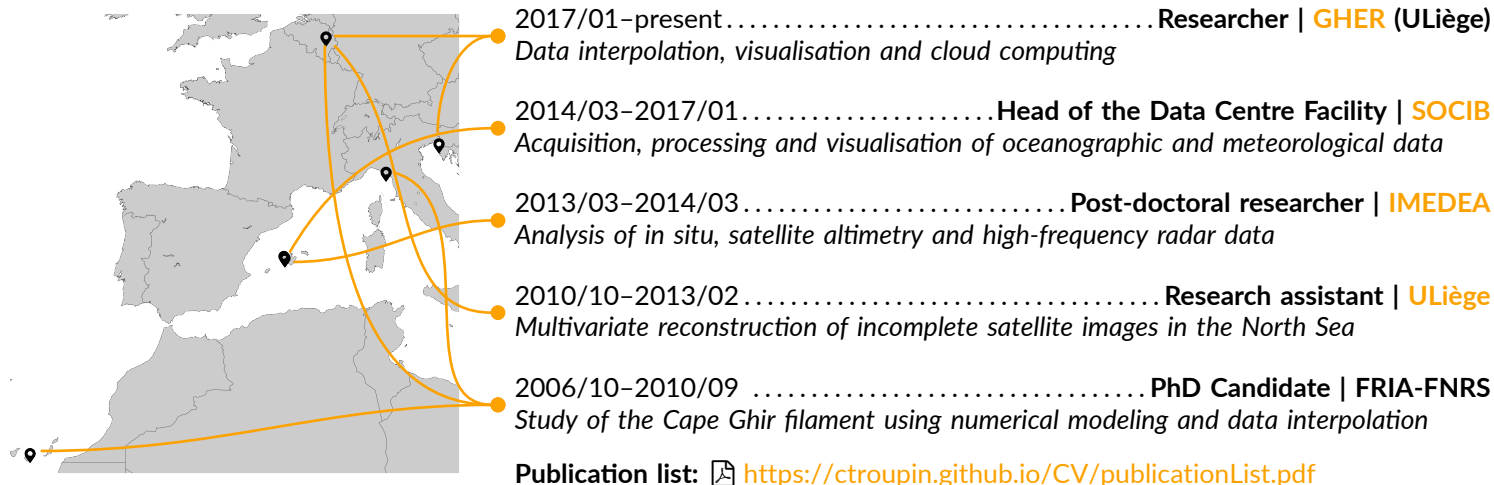 2017/01–present........................................Researcher | GHER (ULiège)
Data interpolation, visualisation and cloud computing
2014/03–2017/01......................Head of the Data Centre Facility | SOCIB
Acquisition, processing and visualisation of oceanographic and meteorological data
2013/03–2014/03..............................Post-doctoral researcher | IMEDEA
Analysis of in situ, satellite altimetry and high-frequency radar data
2010/10–2013/02.......................................Research assistant | ULiège
Multivariate reconstruction of incomplete satellite images in the North Sea
2006/10–2010/09 .....................................PhD Candidate | FRIA-FNRS
Study of the Cape Ghir filament using numerical modeling and data interpolation
Publication list: https://ctroupin.github.io/CV/publicationList.pdf